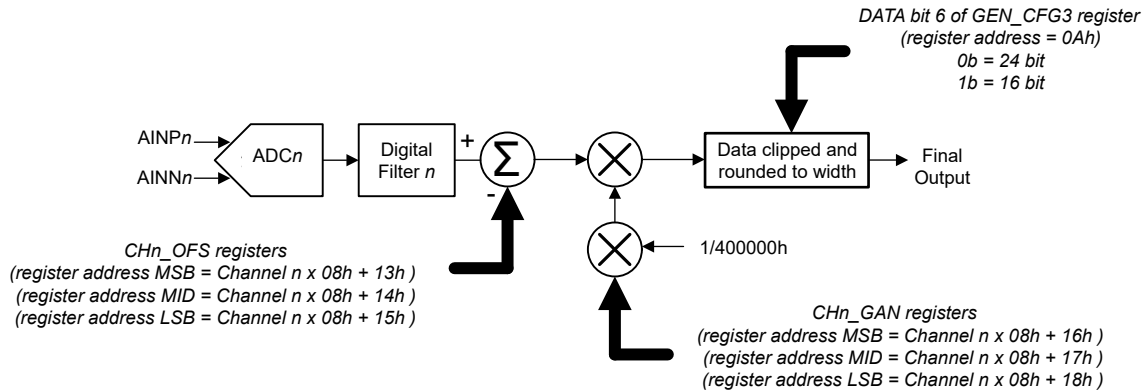 DATA bit 6 of GEN_CFG3 register
(register address = 0Ah)
0b = 24 bit
1b = 16 bit
AINPn
AINNn
ADCn
Digital
Filter n
+
Σ
-
Data clipped and
rounded to width
Final
Output
1/400000h
CHn_OFS registers
(register address MSB = Channel n x 08h + 13h )
(register address MID = Channel n x 08h + 14h )
(register address LSB = Channel n x 08h + 15h )
CHn_GAN registers
(register address MSB = Channel n x 08h + 16h )
(register address MID = Channel n x 08h + 17h )
(register address LSB = Channel n x 08h + 18h )